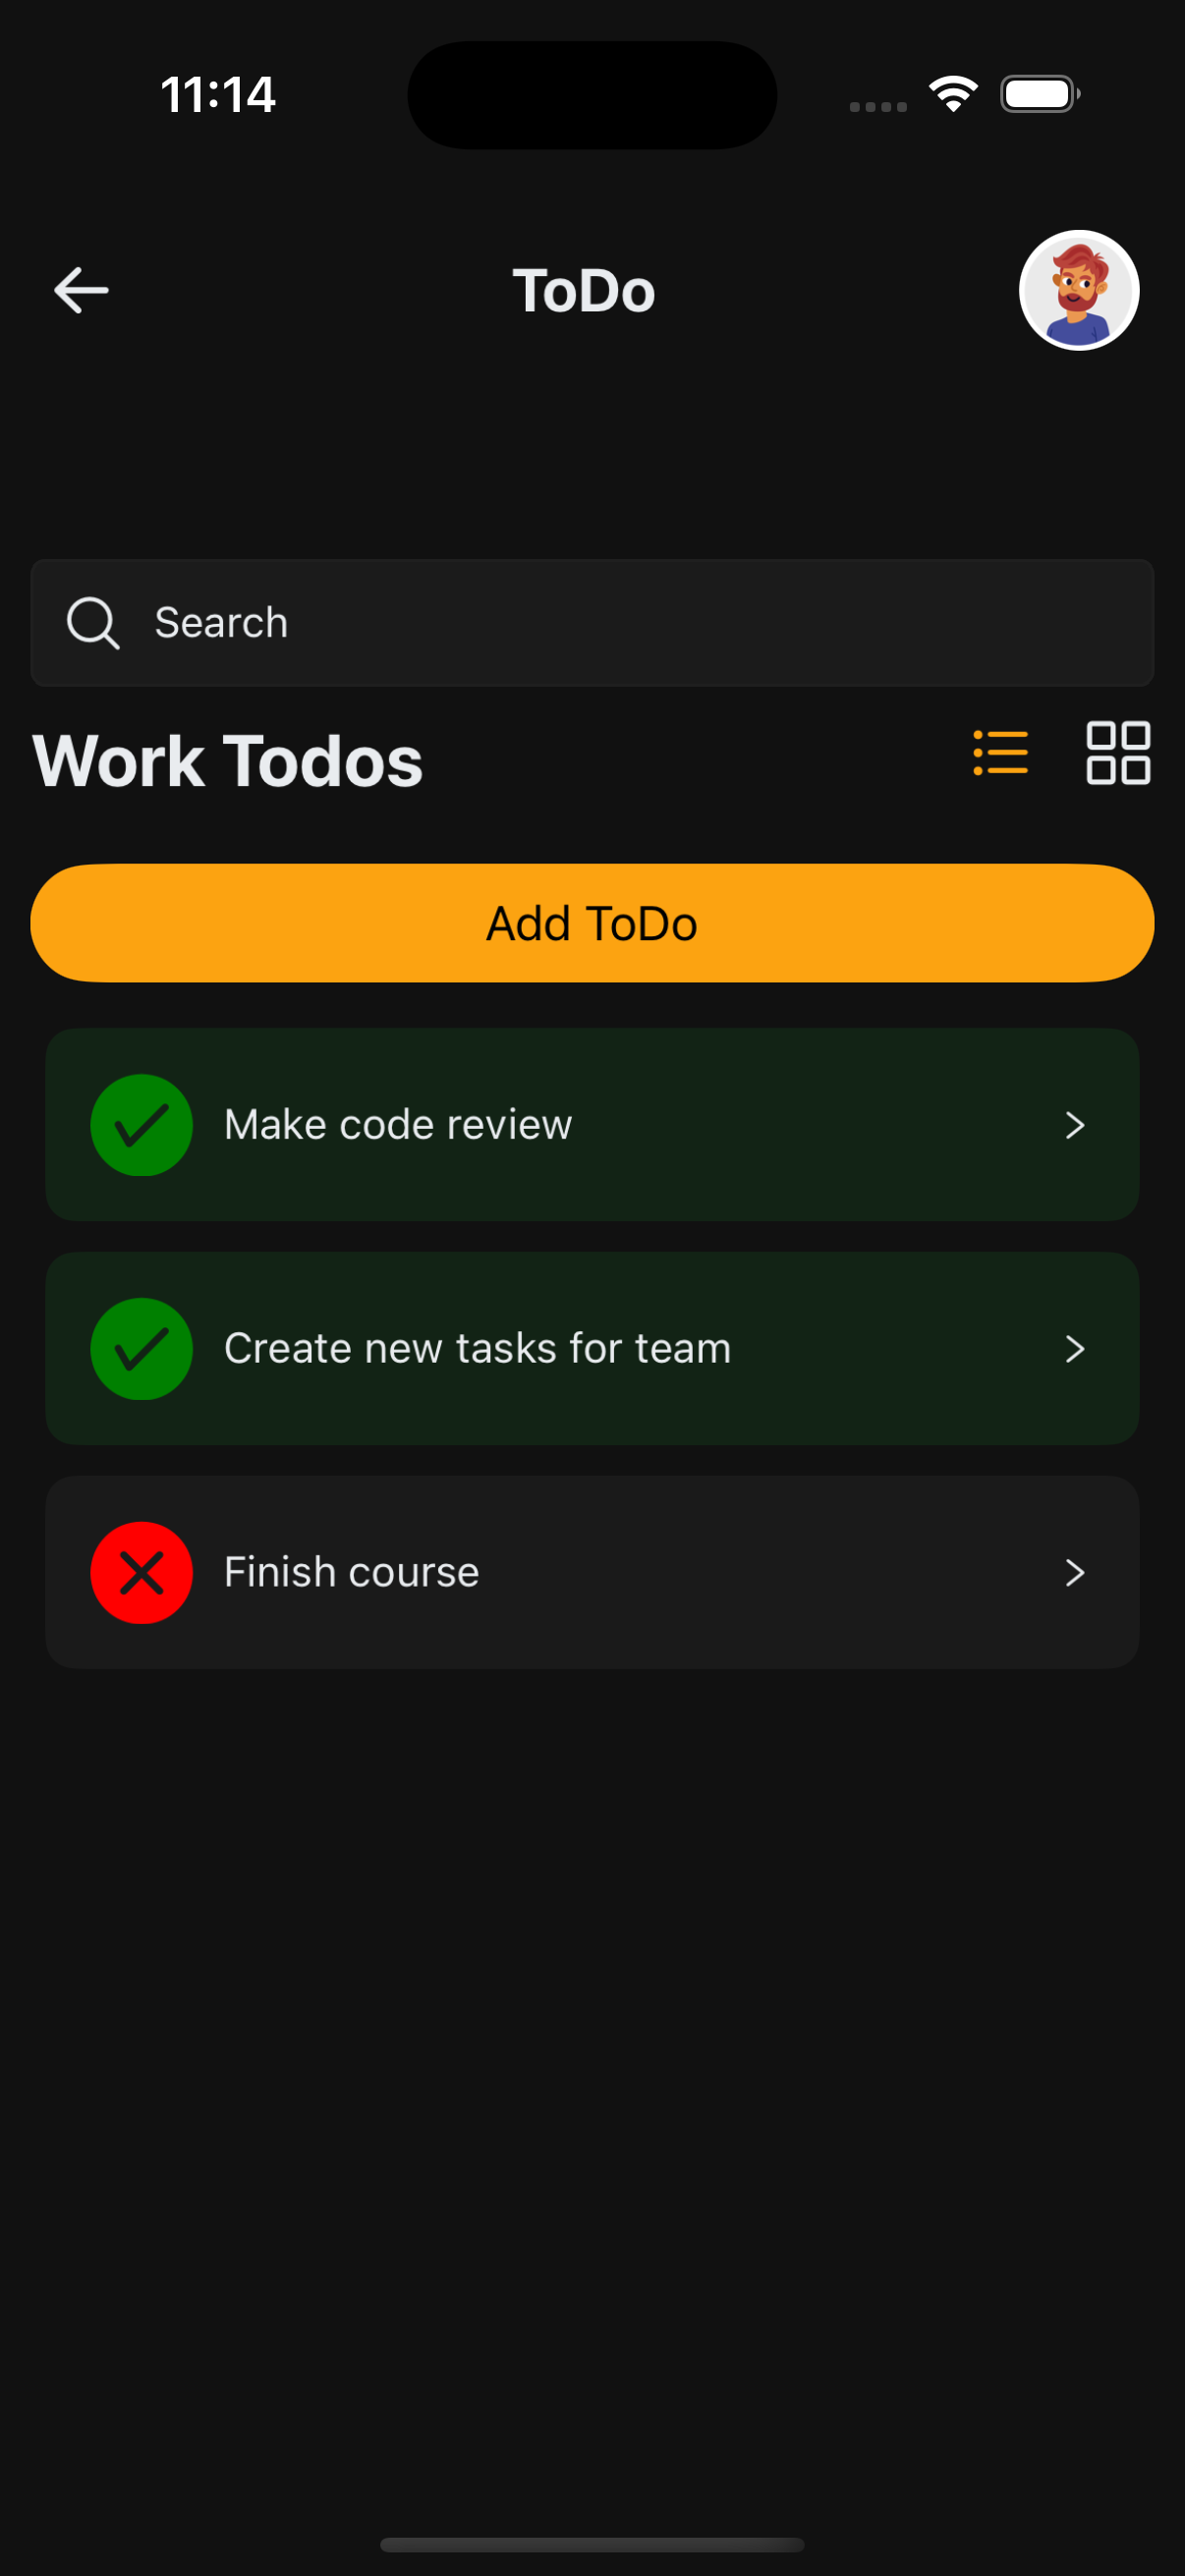 11:14
ToDo
Search
Work Todos
Add ToDo
Make code review
Create new tasks for team
Finish course